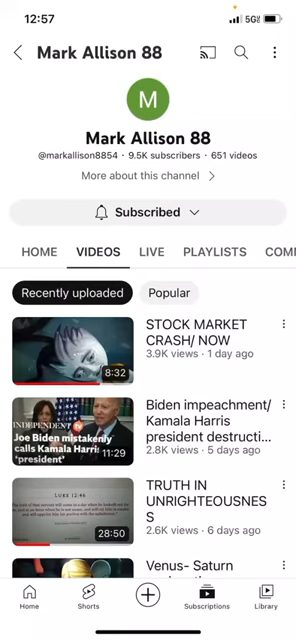 12:57
5G
Mark Allison 88
M
Mark Allison 88
@markallison8854 · 9.5K subscribers · 651 videos
More about this channel
Subscribed
HOME VIDEOS LIVE PLAYLISTS COM
Recently uploaded Popular
STOCK MARKET
CRASH/ NOW
3.9K views · 1 day ago
8:32
Biden impeachment/
Kamala Harris
president destructi...
2.8K views · 5 days ago
INDEPENDENT
Joe Biden mistakenly
calls Kamala Harris
'president'
11:29
TRUTH IN
UNRIGHTEOUSNES
S
2.6K views · 6 days ago
LUKE 12:46
28:50
Venus- Saturn
Home Shorts Subscriptions Library